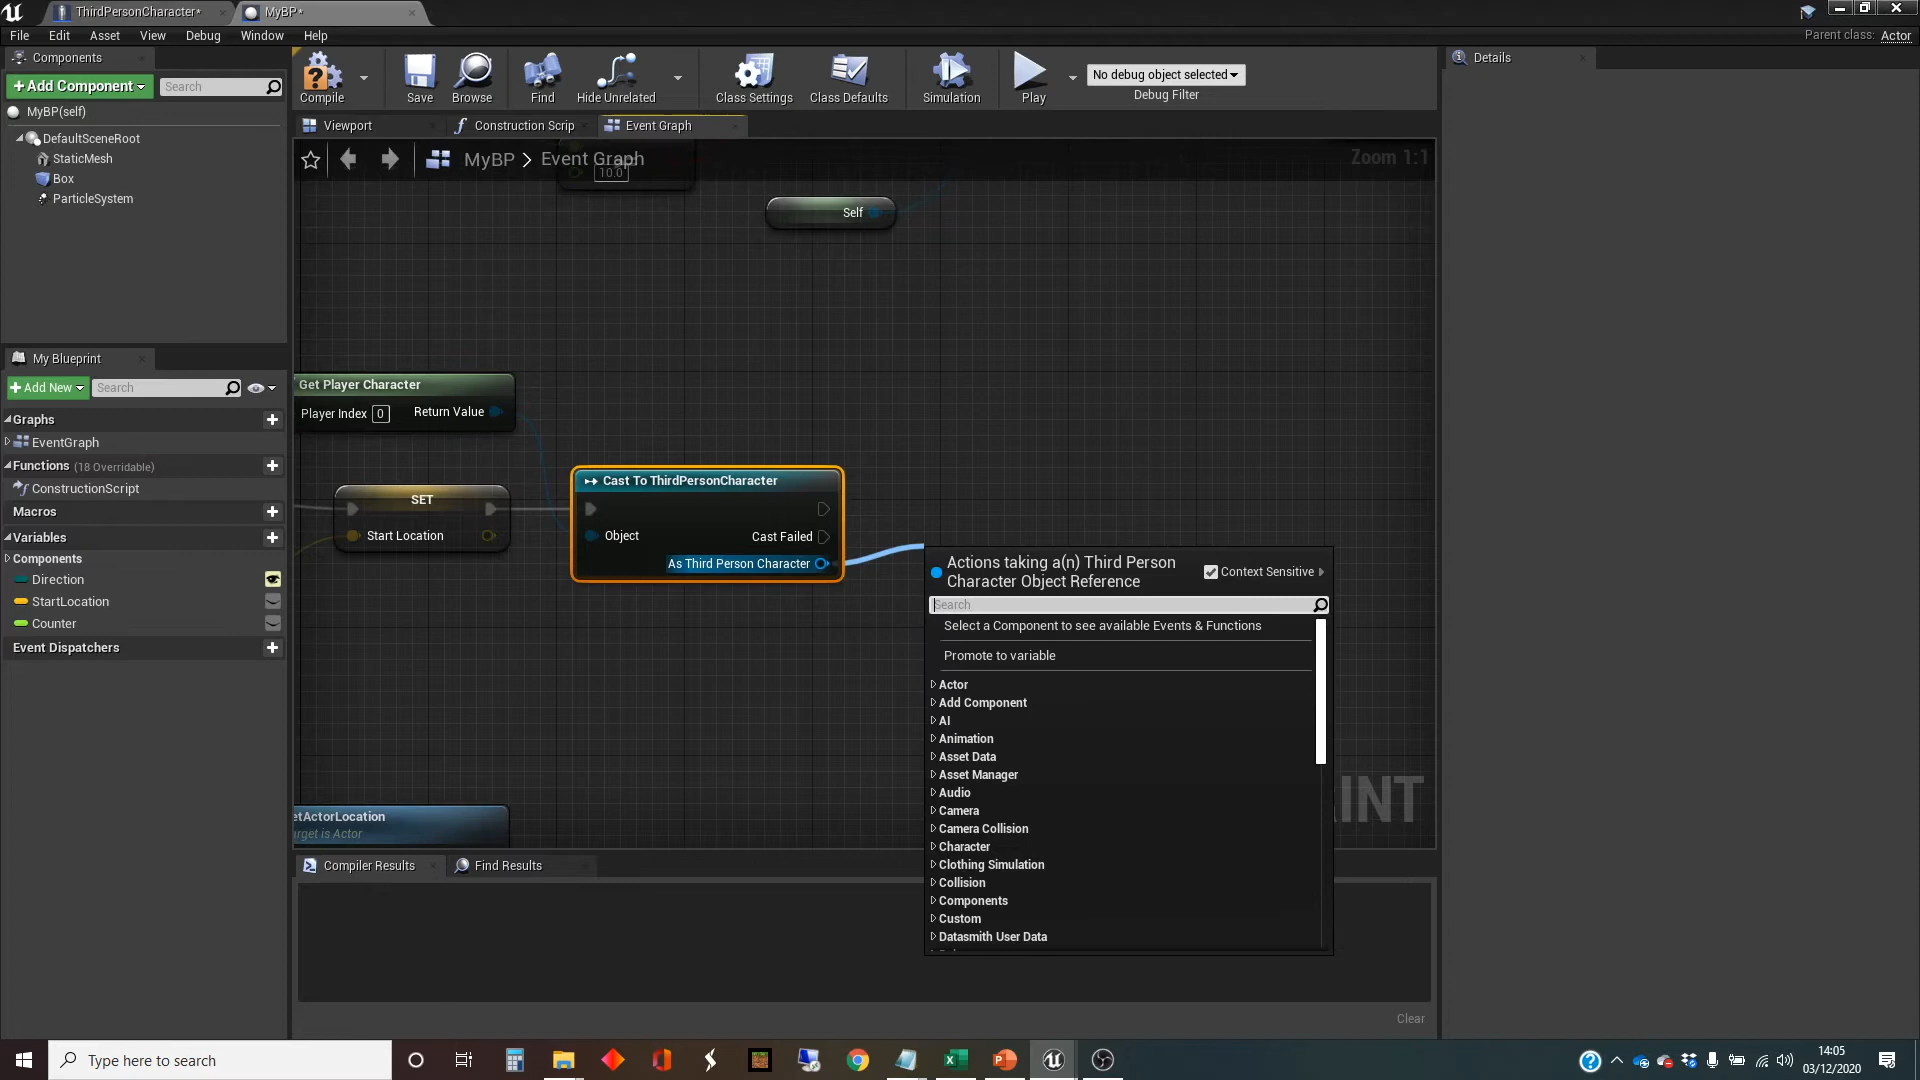 ThirdPersonCharacter*
MyBP*
File Edit Asset View Debug Window Help
Parent class: Actor
Components
+Add Component
Search
MyBP(self)
DefaultSceneRoot
StaticMesh
Box
ParticleSystem
Compile
Save
Browse
Find
Hide Unrelated
Class Settings
Class Defaults
Simulation
Play
No debug object selected
Debug Filter
Details
Viewport
Construction Scrip
Event Graph
MyBP > Event Graph
Zoom 1:1
10.0
Self
My Blueprint
+Add New
Search
Graphs
EventGraph
Functions (18 Overridable)
ConstructionScript
Macros
Variables
Components
Direction
StartLocation
Counter
Event Dispatchers
Get Player Character
Player Index 0 Return Value
SET
Start Location
Cast To ThirdPersonCharacter
Object
Cast Failed
As Third Person Character
etActorLocation
arget is Actor
Actions taking a(n) Third Person
Character Object Reference
Context Sensitive
Search
Select a Component to see available Events & Functions
Promote to variable
Actor
Add Component
AI
Animation
Asset Data
Asset Manager
Audio
Camera
Camera Collision
Character
Clothing Simulation
Collision
Components
Custom
Datasmith User Data
INT
Compiler Results
Find Results
Clear
Type here to search
14:05
03/12/2020